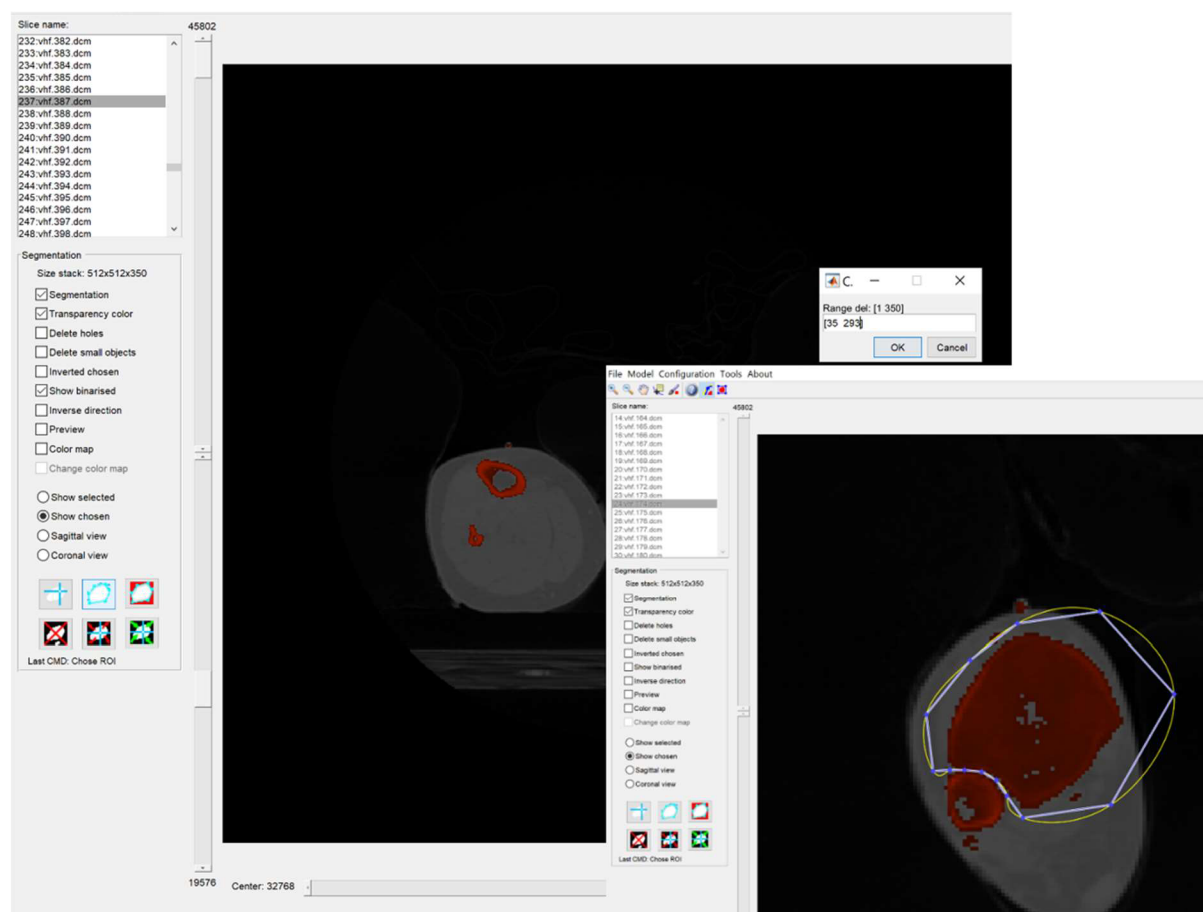 Slice name:
45802
232:vhf.382.dcm
233:vhf.383.dcm
234:vhf.384.dcm
235:vhf.385.dcm
236:vhf.386.dcm
237:vhf.387.dcm
238:vhf.388.dcm
239:vhf.389.dcm
240:vhf.390.dcm
241:vhf.391.dcm
242:vhf.392.dcm
243:vhf.393.dcm
244:vhf.394.dcm
245:vhf.395.dcm
246:vhf.396.dcm
247:vhf.397.dcm
248:vhf.398.dcm
Segmentation
Size stack: 512x512x350
Segmentation
Transparency color
Delete holes
Delete small objects
Inverted chosen
Show binarised
Inverse direction
Preview
Color map
Change color map
Show selected
Show chosen
Sagittal view
Coronal view
Last CMD: Chose ROI
19576
Center: 32768
C.
Range del: [1 350]
[35 293]
OK
Cancel
File Model Configuration Tools About
Slice name:
45802
14:vhf.164.dcm
15:vhf.165.dcm
16:vhf.166.dcm
17:vhf.167.dcm
18:vhf.168.dcm
19:vhf.169.dcm
20:vhf.170.dcm
21:vhf.171.dcm
22:vhf.172.dcm
23:vhf.173.dcm
24:vhf.174.dcm
25:vhf.175.dcm
26:vhf.176.dcm
27:vhf.177.dcm
28:vhf.178.dcm
29:vhf.179.dcm
30:vhf.180.dcm
Segmentation
Size stack: 512x512x350
Segmentation
Transparency color
Delete holes
Delete small objects
Inverted chosen
Show binarised
Inverse direction
Preview
Color map
Change color map
Show selected
Show chosen
Sagittal view
Coronal view
Last CMD: Chose ROI